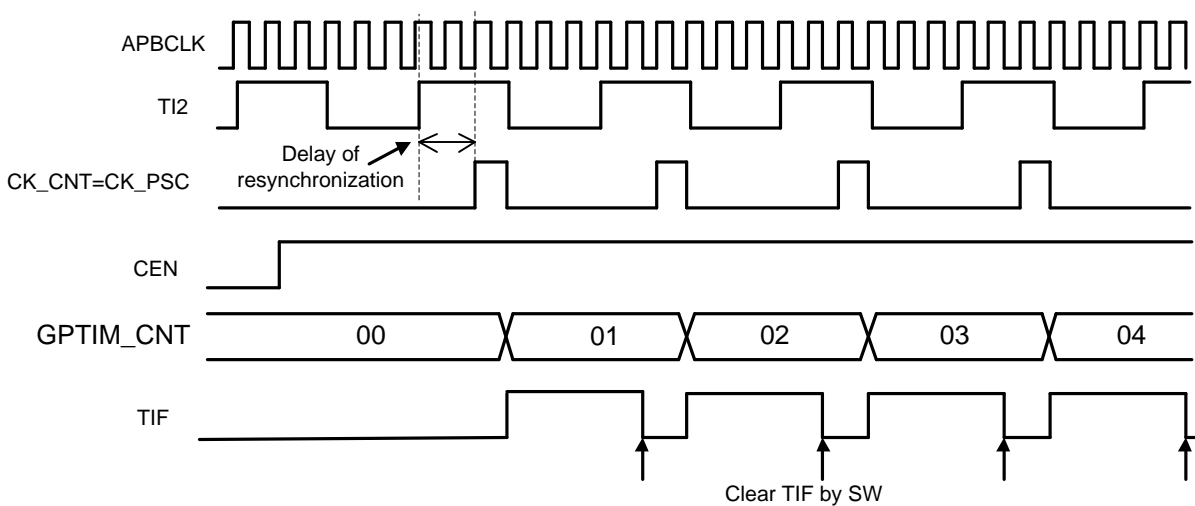 APBCLK
TI2
Delay of
resynchronization
CK_CNT=CK_PSC
CEN
GPTIM_CNT
00 01 02 03 04
TIF
Clear TIF by SW